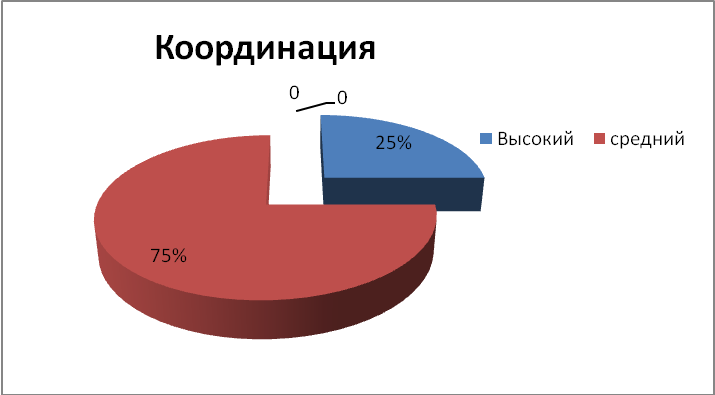 Координация
0
0
25%
Высокий
средний
75%